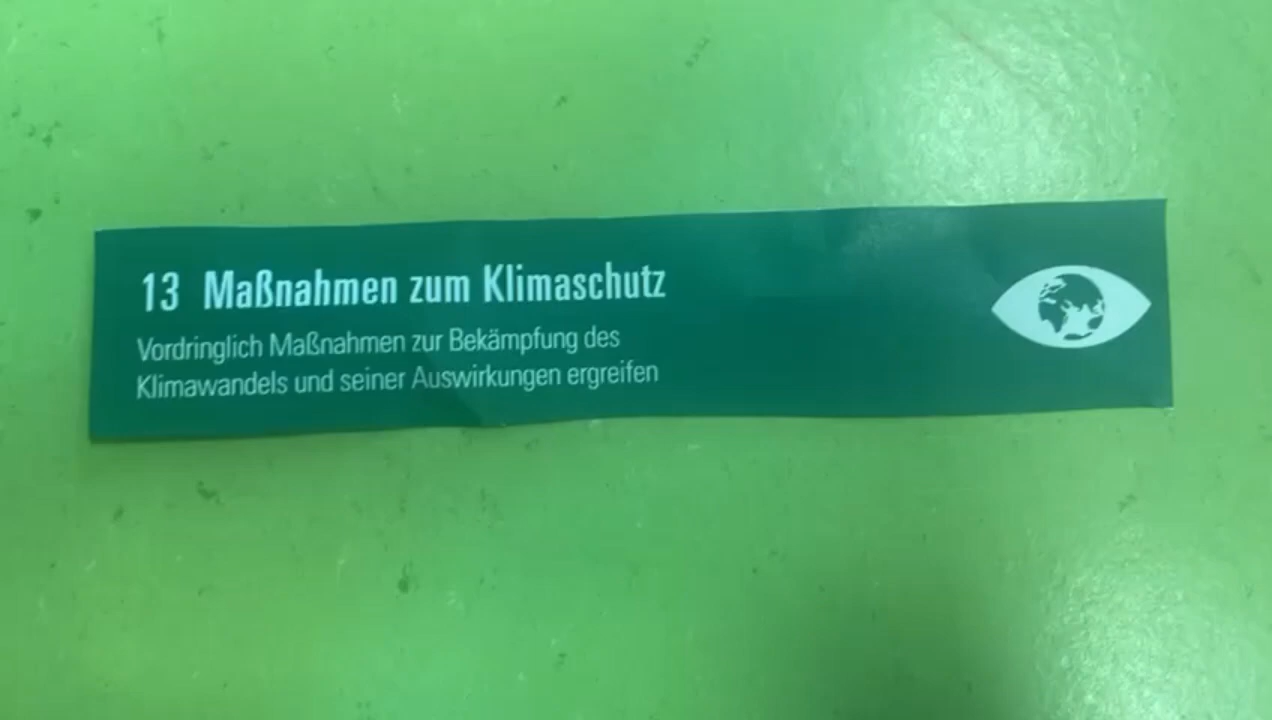 13 Maßnahmen zum Klimaschutz
Vordringlich Maßnahmen zur Bekämpfung des
Klimawandels und seiner Auswirkungen ergreifen